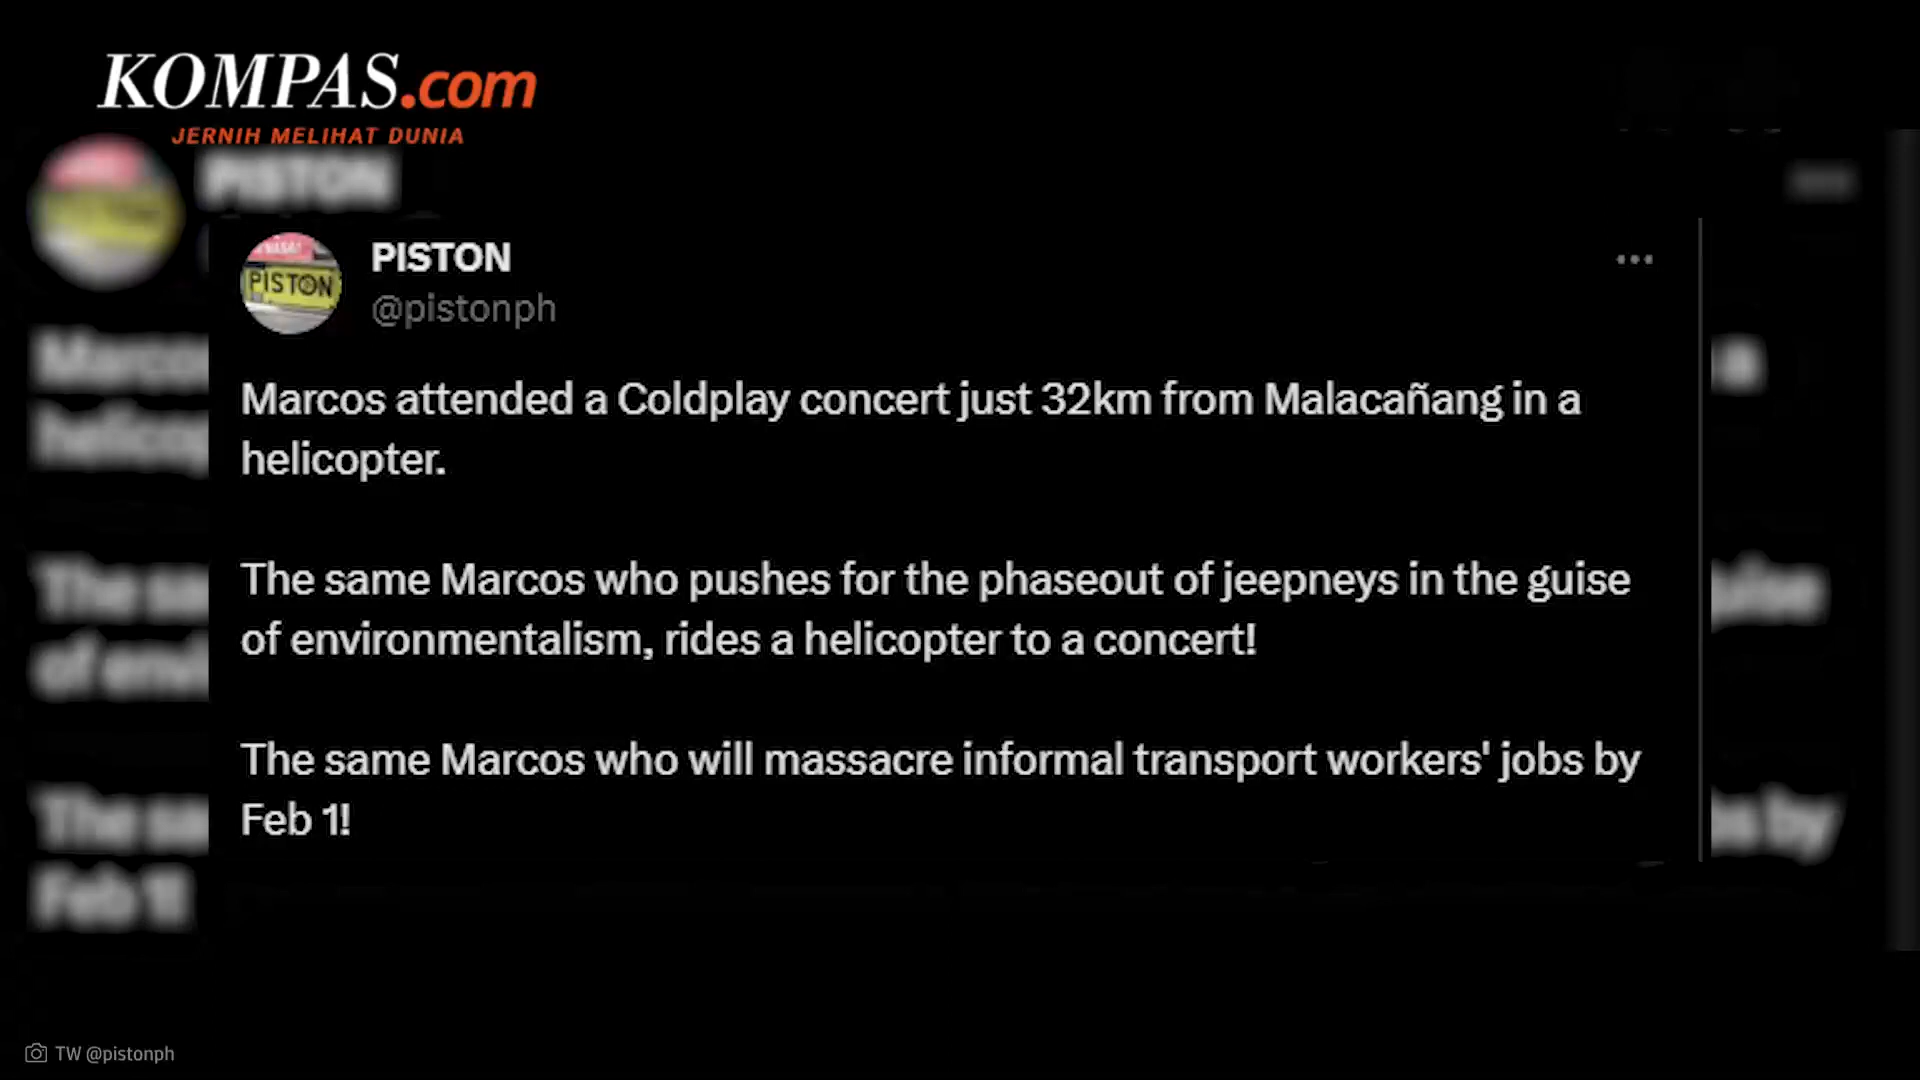 KOMPAS.com
JERNIH MELIHAT DUNIA
PISTON
PISTON
PISTON
@pistonph
Marcos attended a Coldplay concert just 32km from Malacañang in a
helicopter.
The same Marcos who pushes for the phaseout of jeepneys in the guise
of environmentalism, rides a helicopter to a concert!
The same Marcos who will massacre informal transport workers' jobs by
Feb 1!
TW @pistonph